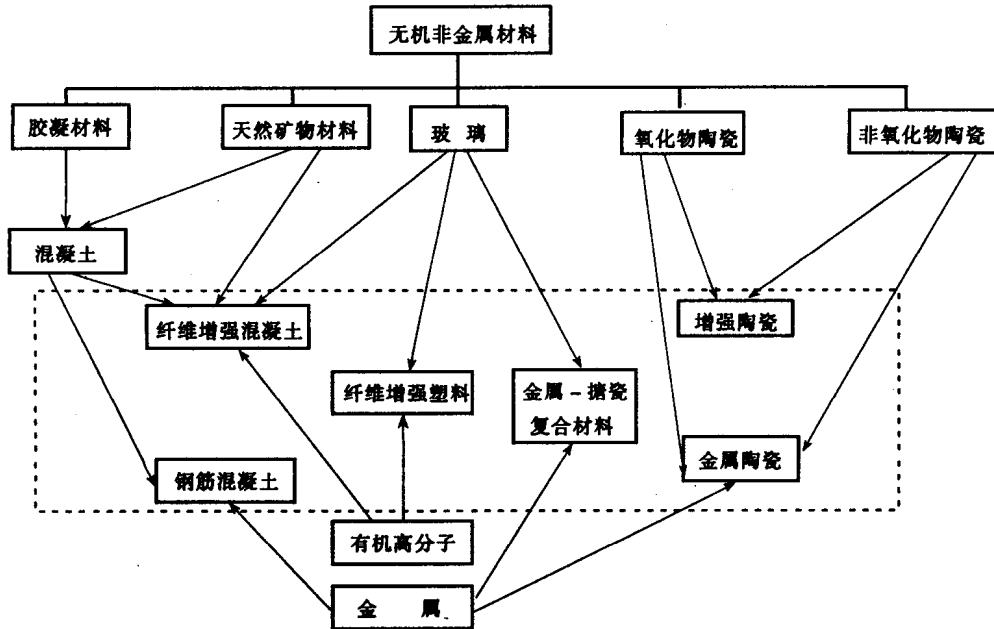 无机非金属材料
胶凝材料
天然矿物材料
玻 璃
氧化物陶瓷
非氧化物陶瓷
混凝土
纤维增强混凝土
增强陶瓷
纤维增强塑料
金属－搪瓷
复合材料
金属陶瓷
钢筋混凝土
有机高分子
金 属